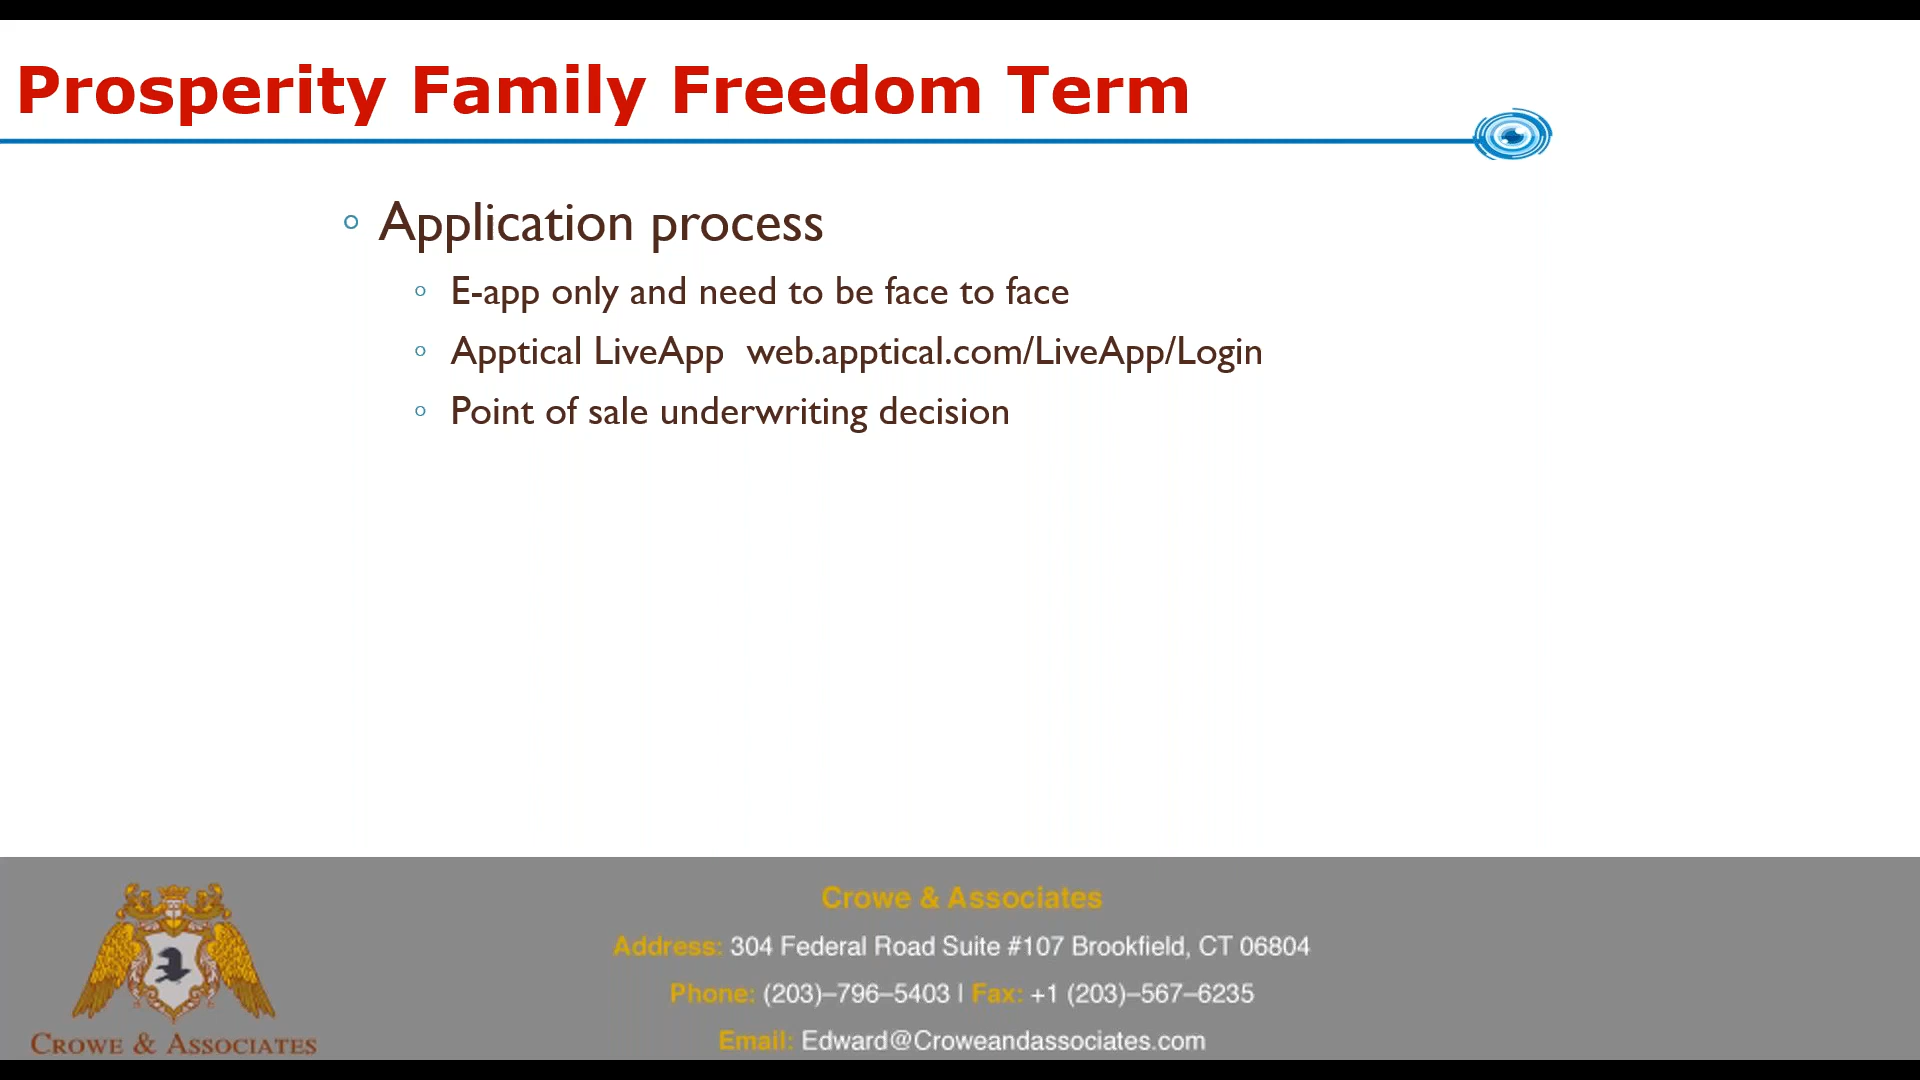 Prosperity Family Freedom Term
Application process
E-app only and need to be face to face
Apptical LiveApp web.apptical.com/LiveApp/Login
Point of sale underwriting decision
Crowe & Associates
Address: 304 Federal Road Suite #107 Brookfield, CT 06804
Phone: (203)–796–5403 | Fax: +1 (203)–567–6235
Email: Edward@Croweandassociates.com
Crowe & Associates